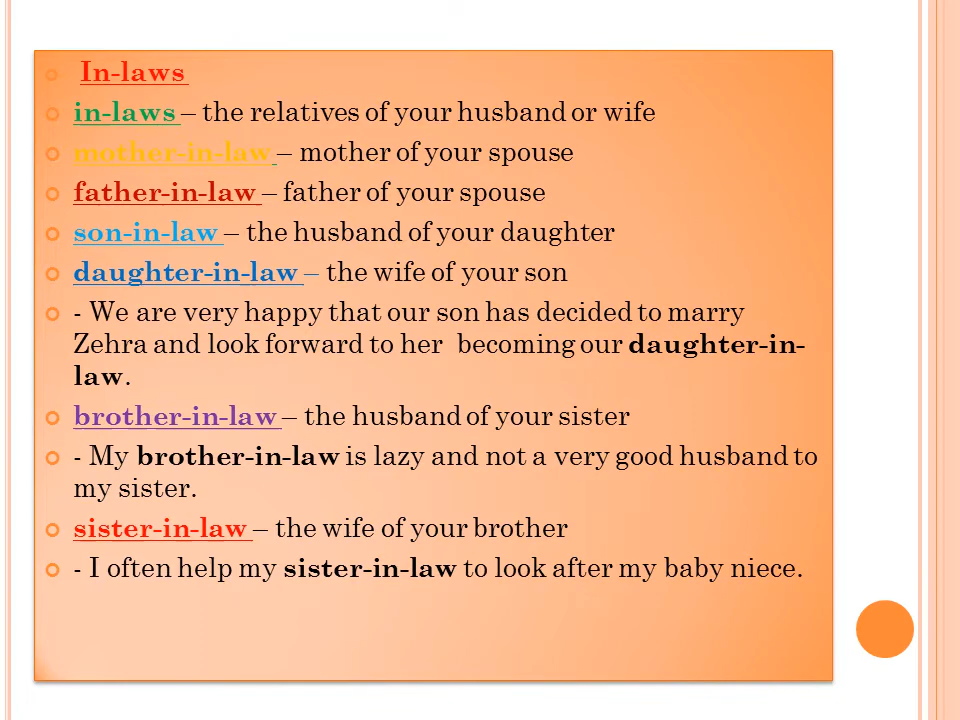 In-laws
in-laws – the relatives of your husband or wife
mother-in-law – mother of your spouse
father-in-law – father of your spouse
son-in-law – the husband of your daughter
daughter-in-law – the wife of your son
- We are very happy that our son has decided to marry
Zehra and look forward to her  becoming our daughter-in-
law.
brother-in-law – the husband of your sister
- My brother-in-law is lazy and not a very good husband to
my sister.
sister-in-law – the wife of your brother
- I often help my sister-in-law to look after my baby niece.